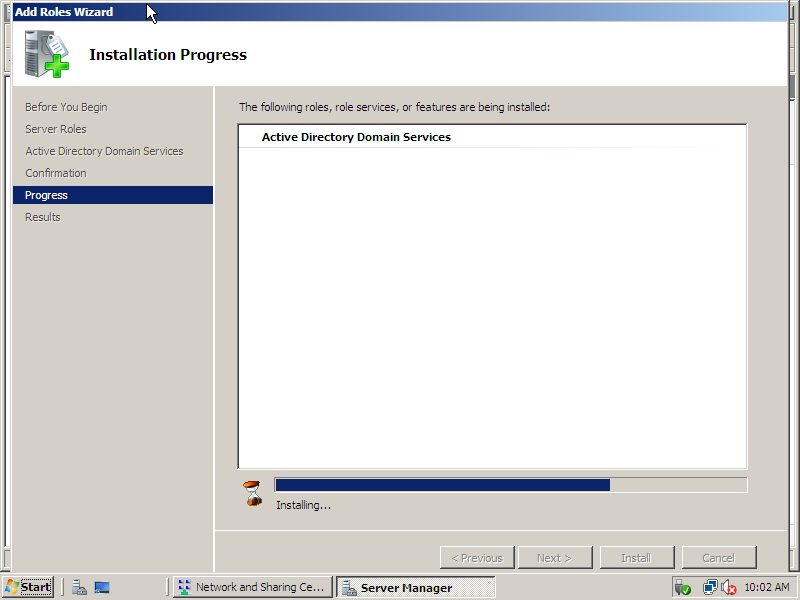 Add Roles Wizard
Installation Progress
Before You Begin
Server Roles
Active Directory Domain Services
Confirmation
Progress
Results
The following roles, role services, or features are being installed:
Active Directory Domain Services
Installing...
< Previous
Next >
Install
Cancel
Start
Network and Sharing Ce...
Server Manager
10:02 AM